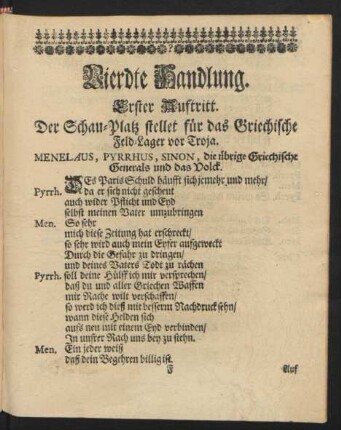 Vierdte Handlung.
Erster Auftritt.
Der Schau-Platz stellet für das Griechische
Feld-Lager vor Troja.
MENELAUS, PYRRHUS, SINON, die übrige Griechische
Generals und das Volck.
Pyrrh. DEs Paris Schuld häufft sich je mehr und mehr/
da er sich nicht gescheut
auch wider Pflicht und Eyd
selbst meinen Vater umzubringen
Men. So sehr
mich diese Zeitung hat erschreckt/
so sehr wird auch mein Eyfer aufgeweckt
Durch die Gefahr zu dringen/
und deines Vaters Todt zu rächen
Pyrrh. soll deine Hülff ich mir versprechen/
daß du und aller Griechen Waffen
mir Rache wilt verschaffen/
so werd ich dieß mit besserm Nachdruck sehn/
wann diese Helden sich
aufs neu mit einem Eyd verbinden/
In unsrer Rach uns bey zu stehn.
Men. Ein jeder weiß
daß dein Begehren billig ist.
F Auf